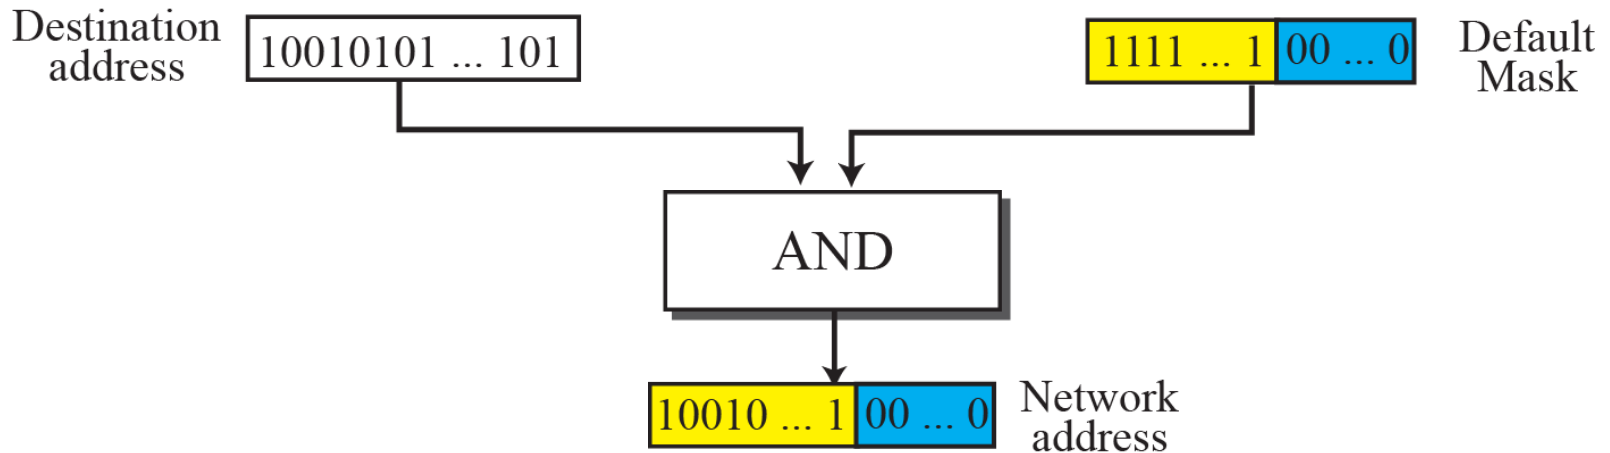 Destination
address
10010101 ... 101
1111 ... 1 00 ... 0
Default
Mask
AND
10010 ... 1 00 ... 0
Network
address